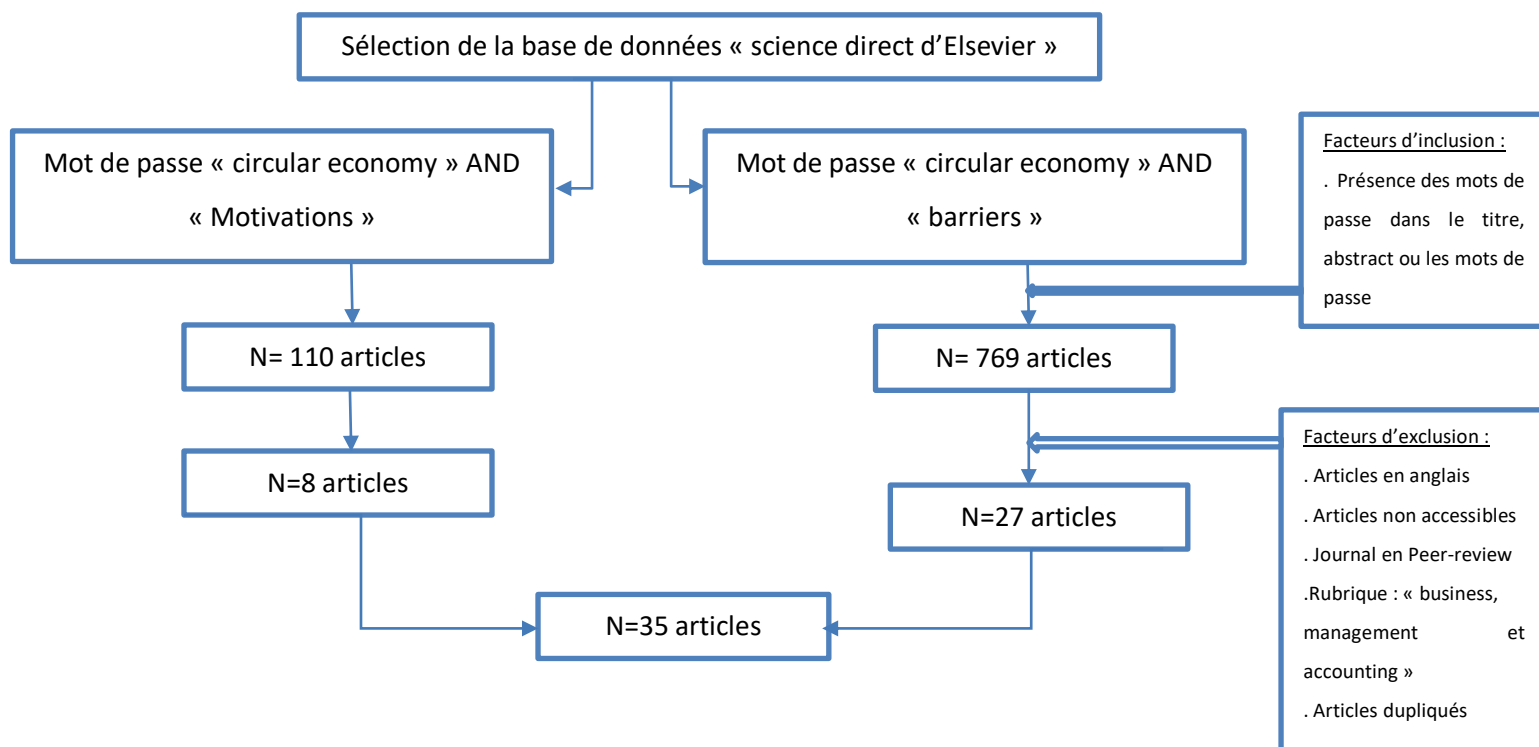 Sélection de la base de données « science direct d’Elsevier »
Mot de passe « circular economy » AND
« Motivations »
Mot de passe « circular economy » AND
« barriers »
Facteurs d’inclusion :
. Présence des mots de
passe dans le titre,
abstract ou les mots de
passe
N= 110 articles
N= 769 articles
Facteurs d’exclusion :
. Articles en anglais
. Articles non accessibles
. Journal en Peer-review
.Rubrique : « business,
management et
accounting »
. Articles dupliqués
N=8 articles
N=27 articles
N=35 articles